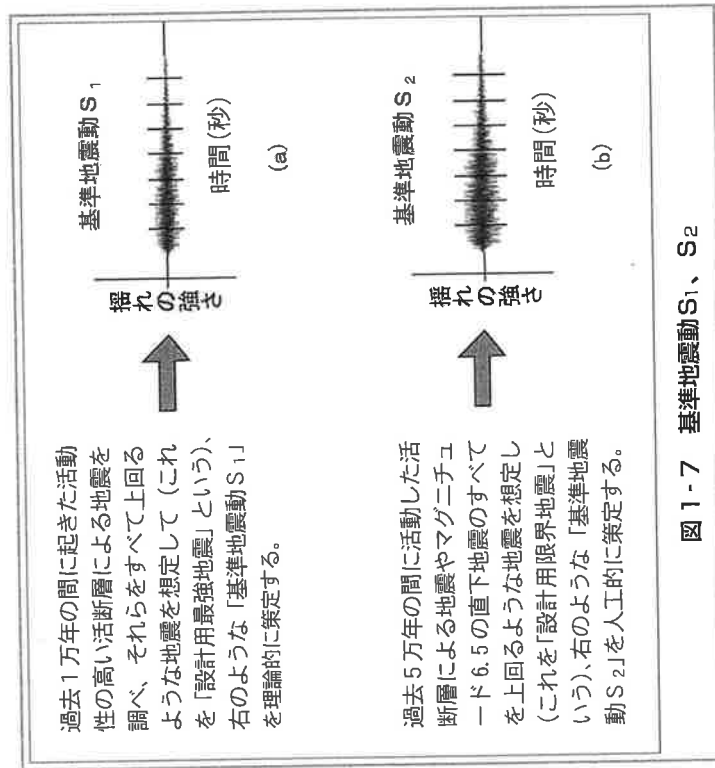 過去1万年の間に起きた活動
性の高い活断層による地震を
調べ、それらをすべて上回る
ような地震を想定して（これ
を「設計用最強地震」という）、
右のような「基準地震動S1」
を理論的に策定する。
揺れの強さ
基準地震動S1
時間(秒)
(a)
過去5万年の間に活動した活
断層による地震やマグニチュ
ード6.5の直下地震のすべて
を上回るような地震を想定し
(これを「設計用限界地震」と
いう)、右のような「基準地震
動S2」を人工的に策定する。
揺れの強さ
基準地震動S2
時間(秒)
(b)
図1-7 基準地震動S1、S2